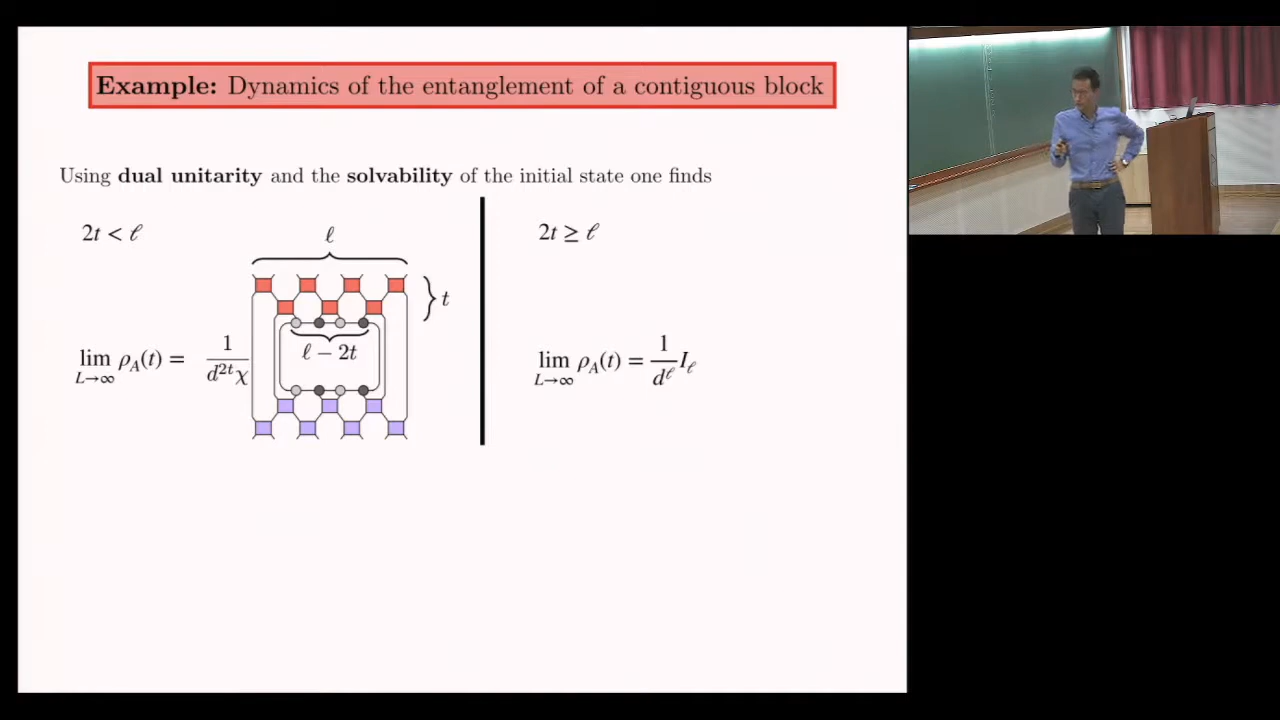 Example: Dynamics of the entanglement of a contiguous block
Using dual unitarity and the solvability of the initial state one finds
2t < ℓ
ℓ
t
ℓ − 2t
lim L→∞ ρ_A(t) = 1/(d^{2t}χ)
2t ≥ ℓ
lim L→∞ ρ_A(t) = 1/d^ℓ I_ℓ